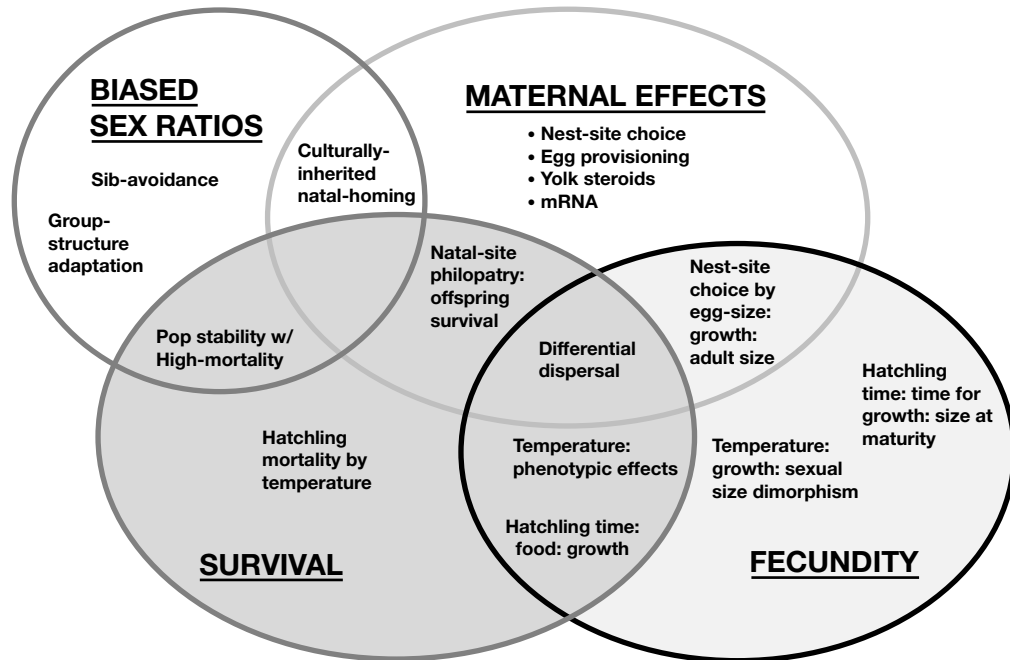 BIASED
SEX RATIOS
Sib-avoidance
Group-
structure
adaptation
Culturally-
inherited
natal-homing
MATERNAL EFFECTS
• Nest-site choice
• Egg provisioning
• Yolk steroids
• mRNA
Natal-site
philopatry:
offspring
survival
Nest-site
choice by
egg-size:
growth:
adult size
Pop stability w/
High-mortality
Differential
dispersal
Hatchling
time: time for
growth: size at
maturity
Hatchling
mortality by
temperature
Temperature:
phenotypic effects
Temperature:
growth: sexual
size dimorphism
Hatchling time:
food: growth
SURVIVAL
FECUNDITY